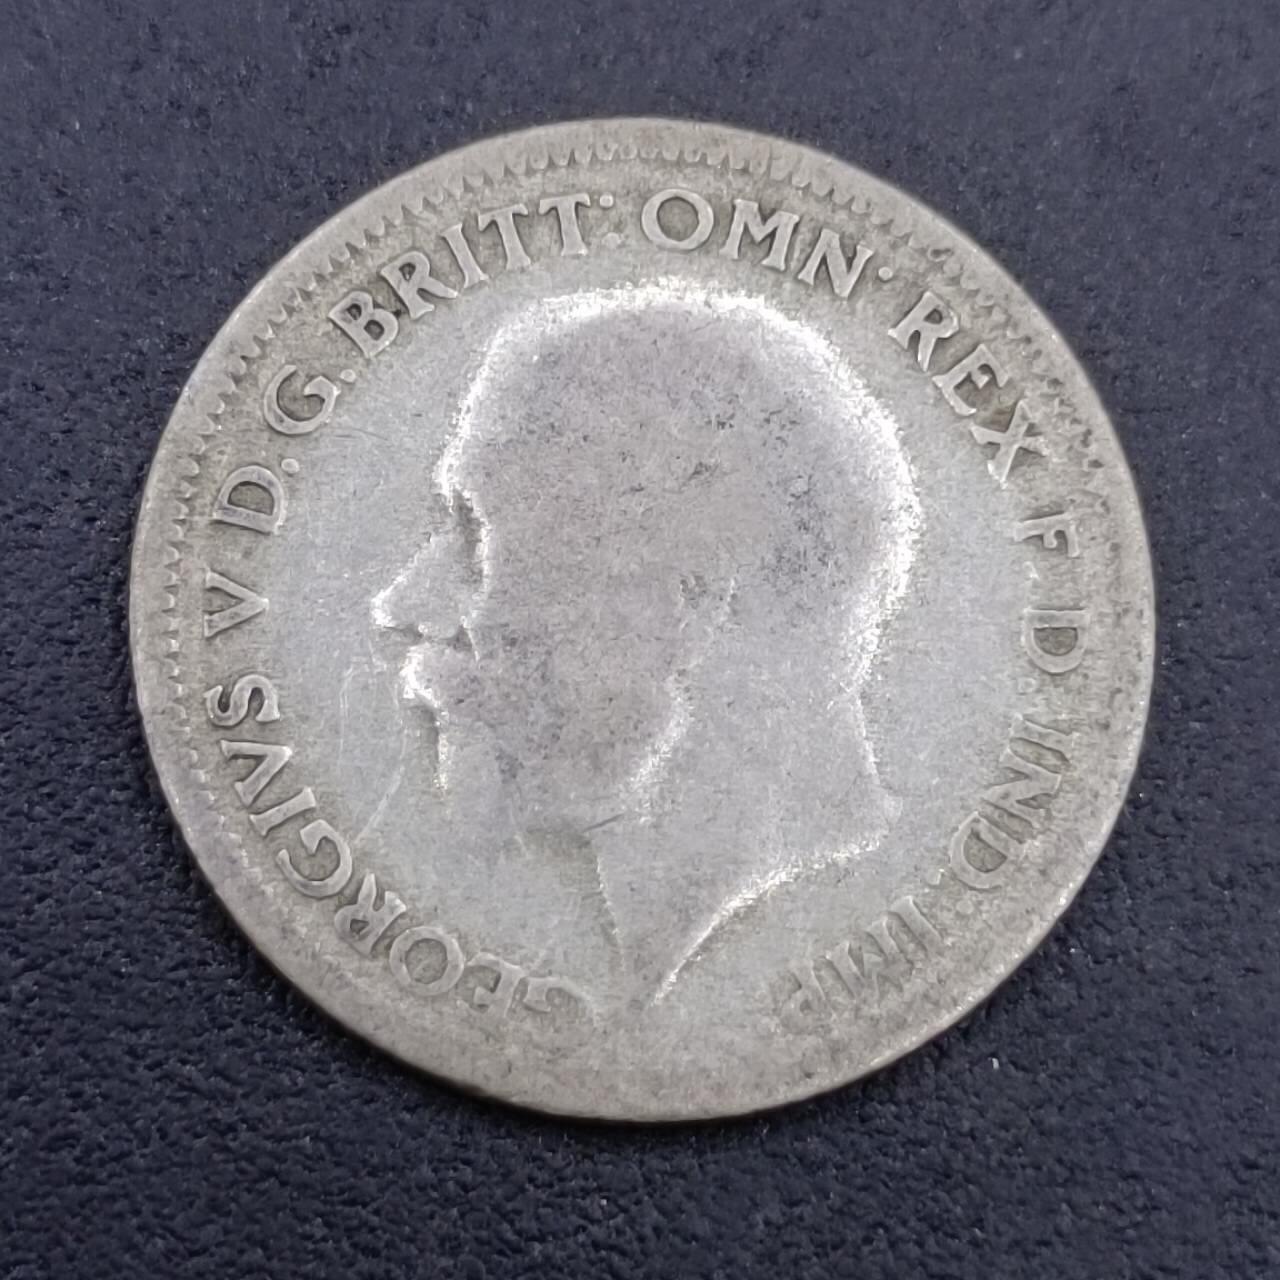 GEORGIVS V D.G. BRITT: OMN· REX F. D. IND: IMP